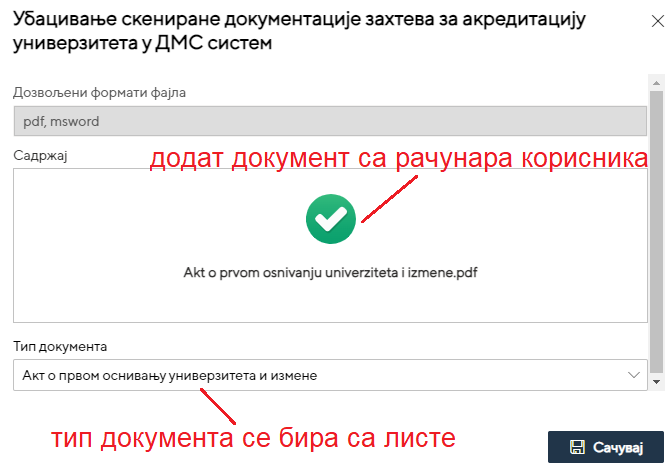 Убацивање скениране документације захтева за акредитацију
универзитета у ДМС систем
Дозвољени формати фајла
pdf, msword
Садржај
додат документ са рачунара корисника
Akt o prvom osnivanju univerziteta i izmene.pdf
Тип документа
Акт о првом оснивању универзитета и измене
тип документа се бира са листе
Сачувај